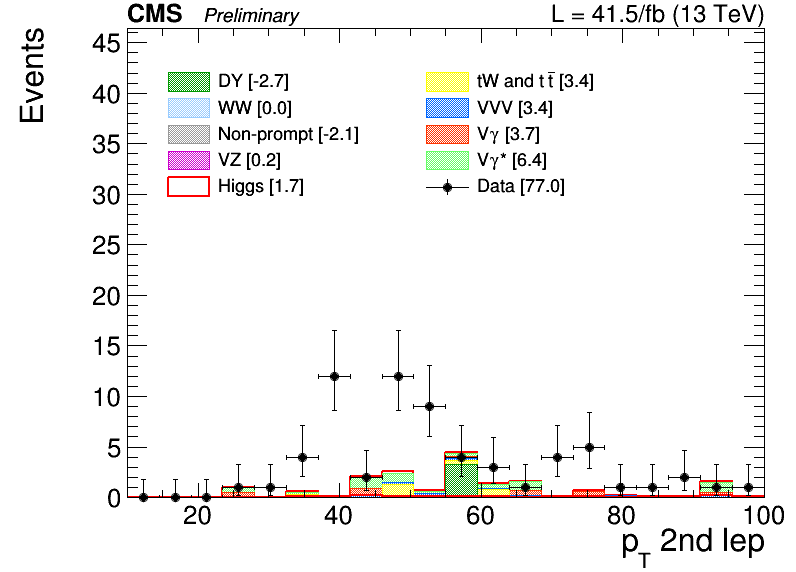 CMS Preliminary L = 41.5/fb (13 TeV)
Events
45
40
35
30
25
20
15
10
5
0
DY [-2.7]
WW [0.0]
Non-prompt [-2.1]
VZ [0.2]
Higgs [1.7]
tW and tt̅ [3.4]
VVV [3.4]
Vγ [3.7]
Vγ* [6.4]
Data [77.0]
20 40 60 80 100
pT 2nd lep